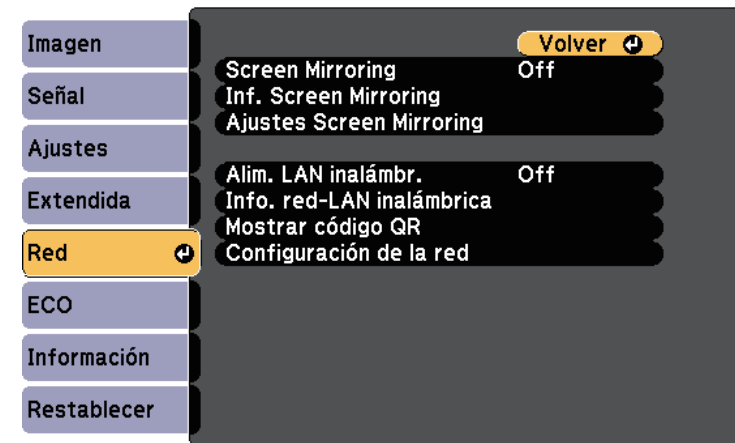 Imagen
Señal
Ajustes
Extendida
Red
ECO
Información
Restablecer
Volver
Screen Mirroring Off
Inf. Screen Mirroring
Ajustes Screen Mirroring
Alim. LAN inalámbr. Off
Info. red-LAN inalámbrica
Mostrar código QR
Configuración de la red